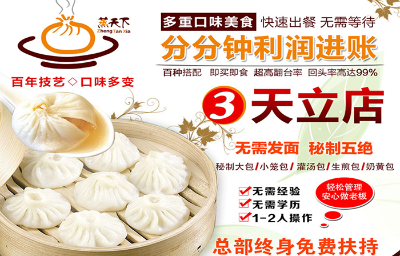 蒸天下
ZhengTianXia
百年技艺◇口味多变
多重口味美食 快速出餐 无需等待
分分钟利润进账
百种搭配 即买即食 超高翻台率 回头率高达99%
3天立店
无需发面 秘制五绝
秘制大包/小笼包/灌汤包/生煎包/奶黄包
无需经验
无需学历
1-2人操作
轻松管理
安心做老板
总部终身免费扶持